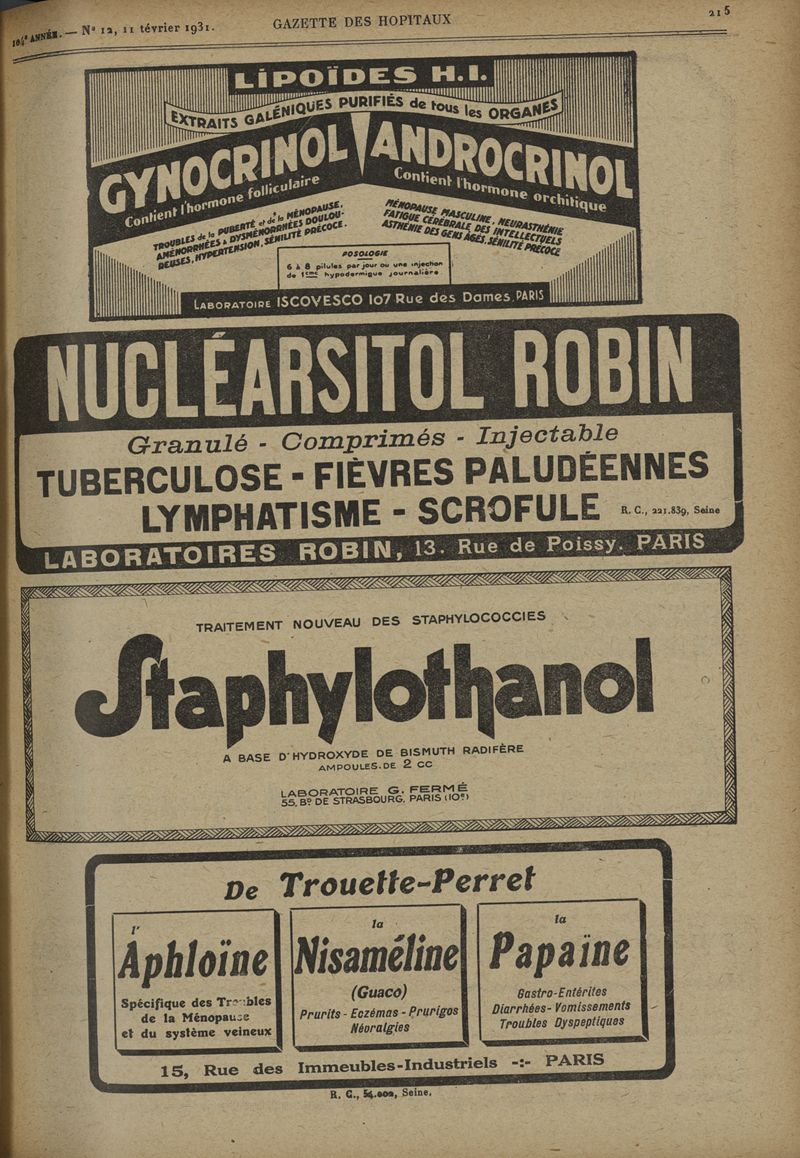 104e ANNÉE. — No 12, 11 février 1931.
GAZETTE DES HOPITAUX
215
LIPOÏDES H.I.
EXTRAITS GALÉNIQUES PURIFIÉS de tous les ORGANES
GYNOCRINOL
Contient l'hormone folliculaire
TROUBLES de la PUBERTÉ et de la MÉNOPAUSE,
AMÉNORRHÉES & DYSMÉNORRHÉES DOULOU-
REUSES, HYPERTENSION, SÉNILITÉ PRÉCOCE.
ANDROCRINOL
Contient l'hormone orchitique
MÉNOPAUSE MASCULINE, NEURASTHÉNIE
FATIGUE CÉRÉBRALE DES INTELLECTUELS
ASTHÉNIE DES GENS AGÉS, SÉNILITÉ PRÉCOCE
POSOLOGIE
6 à 8 pilules par jour ou une injection
de 1cmc hypodermique journalière
LABORATOIRE ISCOVESCO 107 Rue des Dames, PARIS
NUCLÉARSITOL ROBIN
Granulé - Comprimés - Injectable
TUBERCULOSE - FIÈVRES PALUDÉENNES
LYMPHATISME - SCROFULE R. C., 221.839, Seine
LABORATOIRES ROBIN, 13. Rue de Poissy. PARIS
TRAITEMENT NOUVEAU DES STAPHYLOCOCCIES
Staphylothanol
A BASE D'HYDROXYDE DE BISMUTH RADIFÈRE
AMPOULES.DE 2 CC
LABORATOIRE G. FERMÉ
55, Bd DE STRASBOURG, PARIS (10e)
De Trouette-Perret
l'
Aphloïne
Spécifique des Troubles
de la Ménopause
et du système veineux
la
Nisaméline
(Guaco)
Prurits - Eczémas - Prurigos
Névralgies
la
Papaïne
Gastro-Entérites
Diarrhées - Vomissements
Troubles Dyspeptiques
15, Rue des Immeubles-Industriels -:- PARIS
R. C., 54.002, Seine.